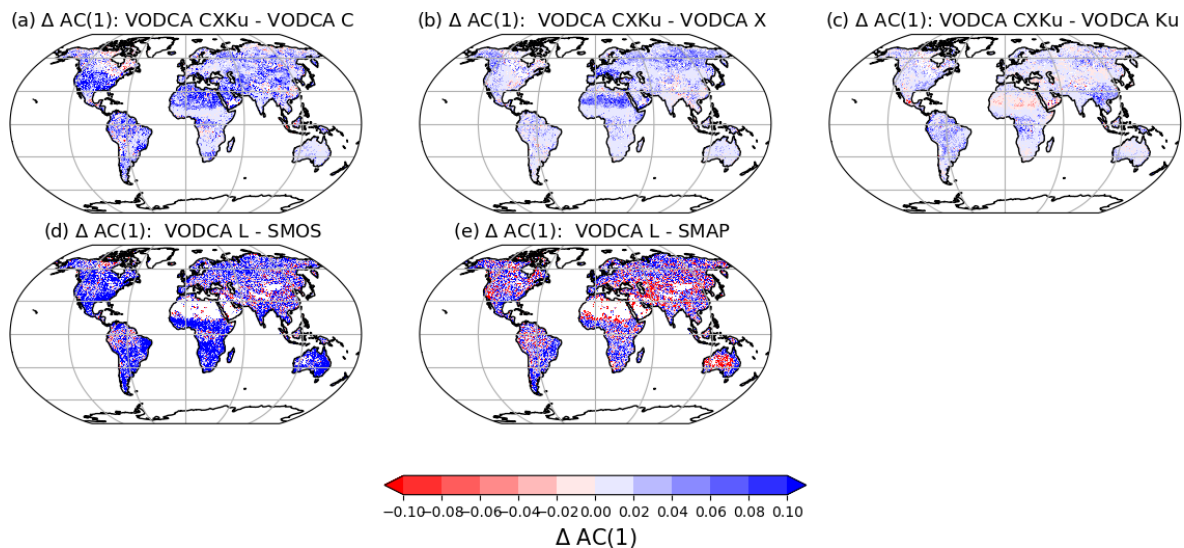 (a) Δ AC(1): VODCA CXKu - VODCA C
(b) Δ AC(1):  VODCA CXKu - VODCA X
(c) Δ AC(1): VODCA CXKu - VODCA Ku
(d) Δ AC(1):  VODCA L - SMOS
(e) Δ AC(1):  VODCA L - SMAP
−0.10 −0.08 −0.06 −0.04 −0.02 0.00 0.02 0.04 0.06 0.08 0.10
Δ AC(1)